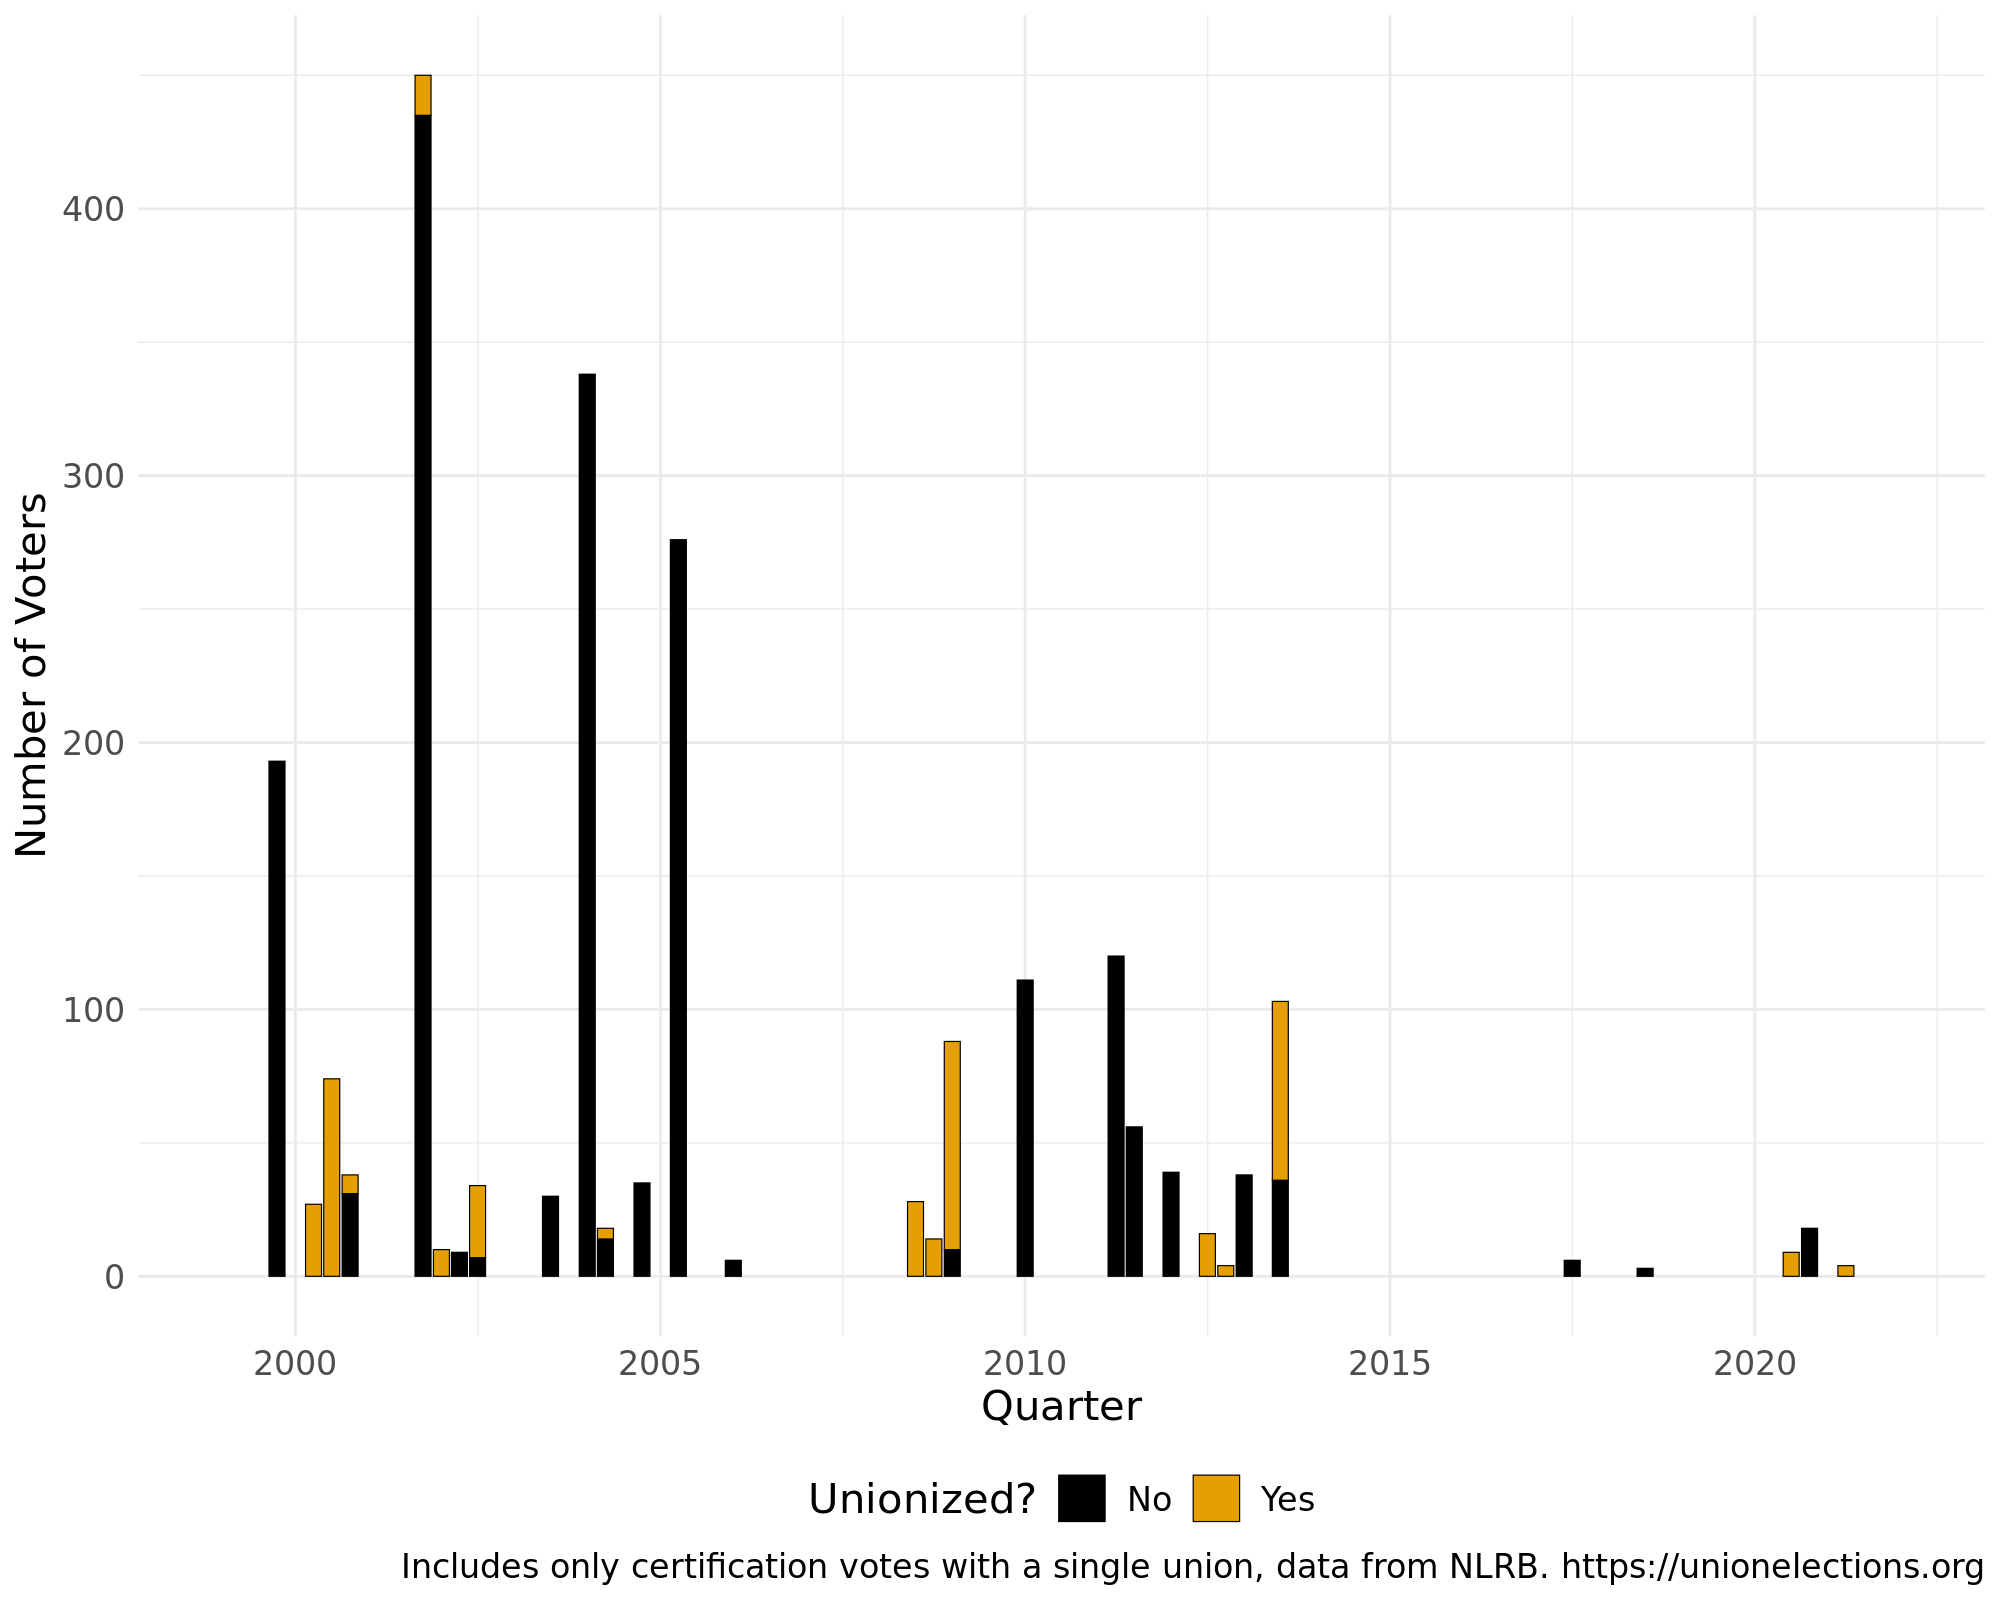 Number of Voters
400
300
200
100
0
2000 2005 2010 2015 2020
Quarter
Unionized? No Yes
Includes only certification votes with a single union, data from NLRB. https://unionelections.org